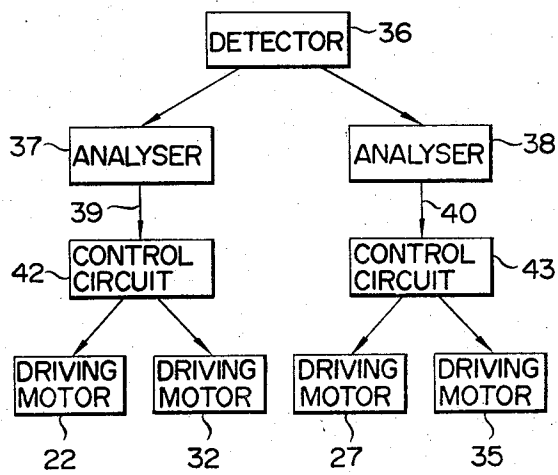 DETECTOR
36
37
ANALYSER
ANALYSER
38
39
40
42
CONTROL
CIRCUIT
CONTROL
CIRCUIT
43
DRIVING
MOTOR
DRIVING
MOTOR
DRIVING
MOTOR
DRIVING
MOTOR
22
32
27
35